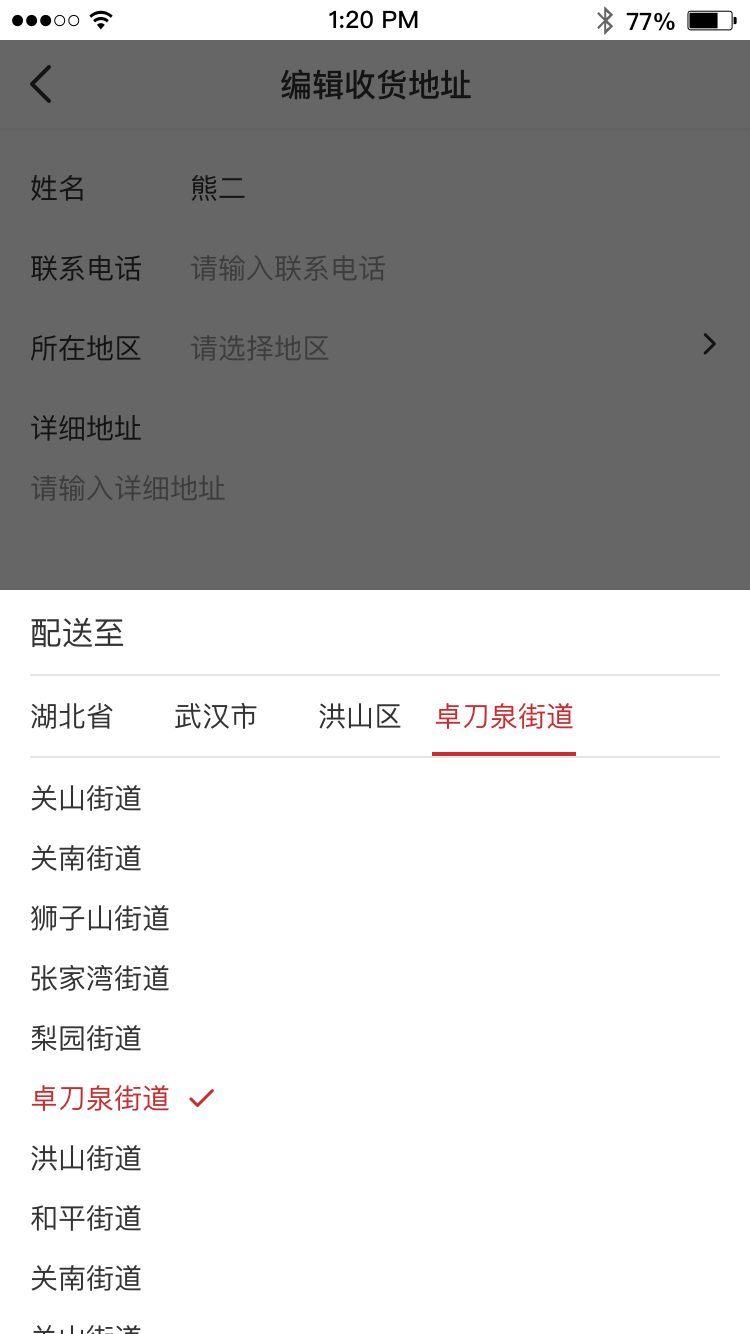 1:20 PM 77%
编辑收货地址
姓名 熊二
联系电话 请输入联系电话
所在地区 请选择地区
详细地址
请输入详细地址
配送至
湖北省 武汉市 洪山区 卓刀泉街道
关山街道
关南街道
狮子山街道
张家湾街道
梨园街道
卓刀泉街道
洪山街道
和平街道
关南街道